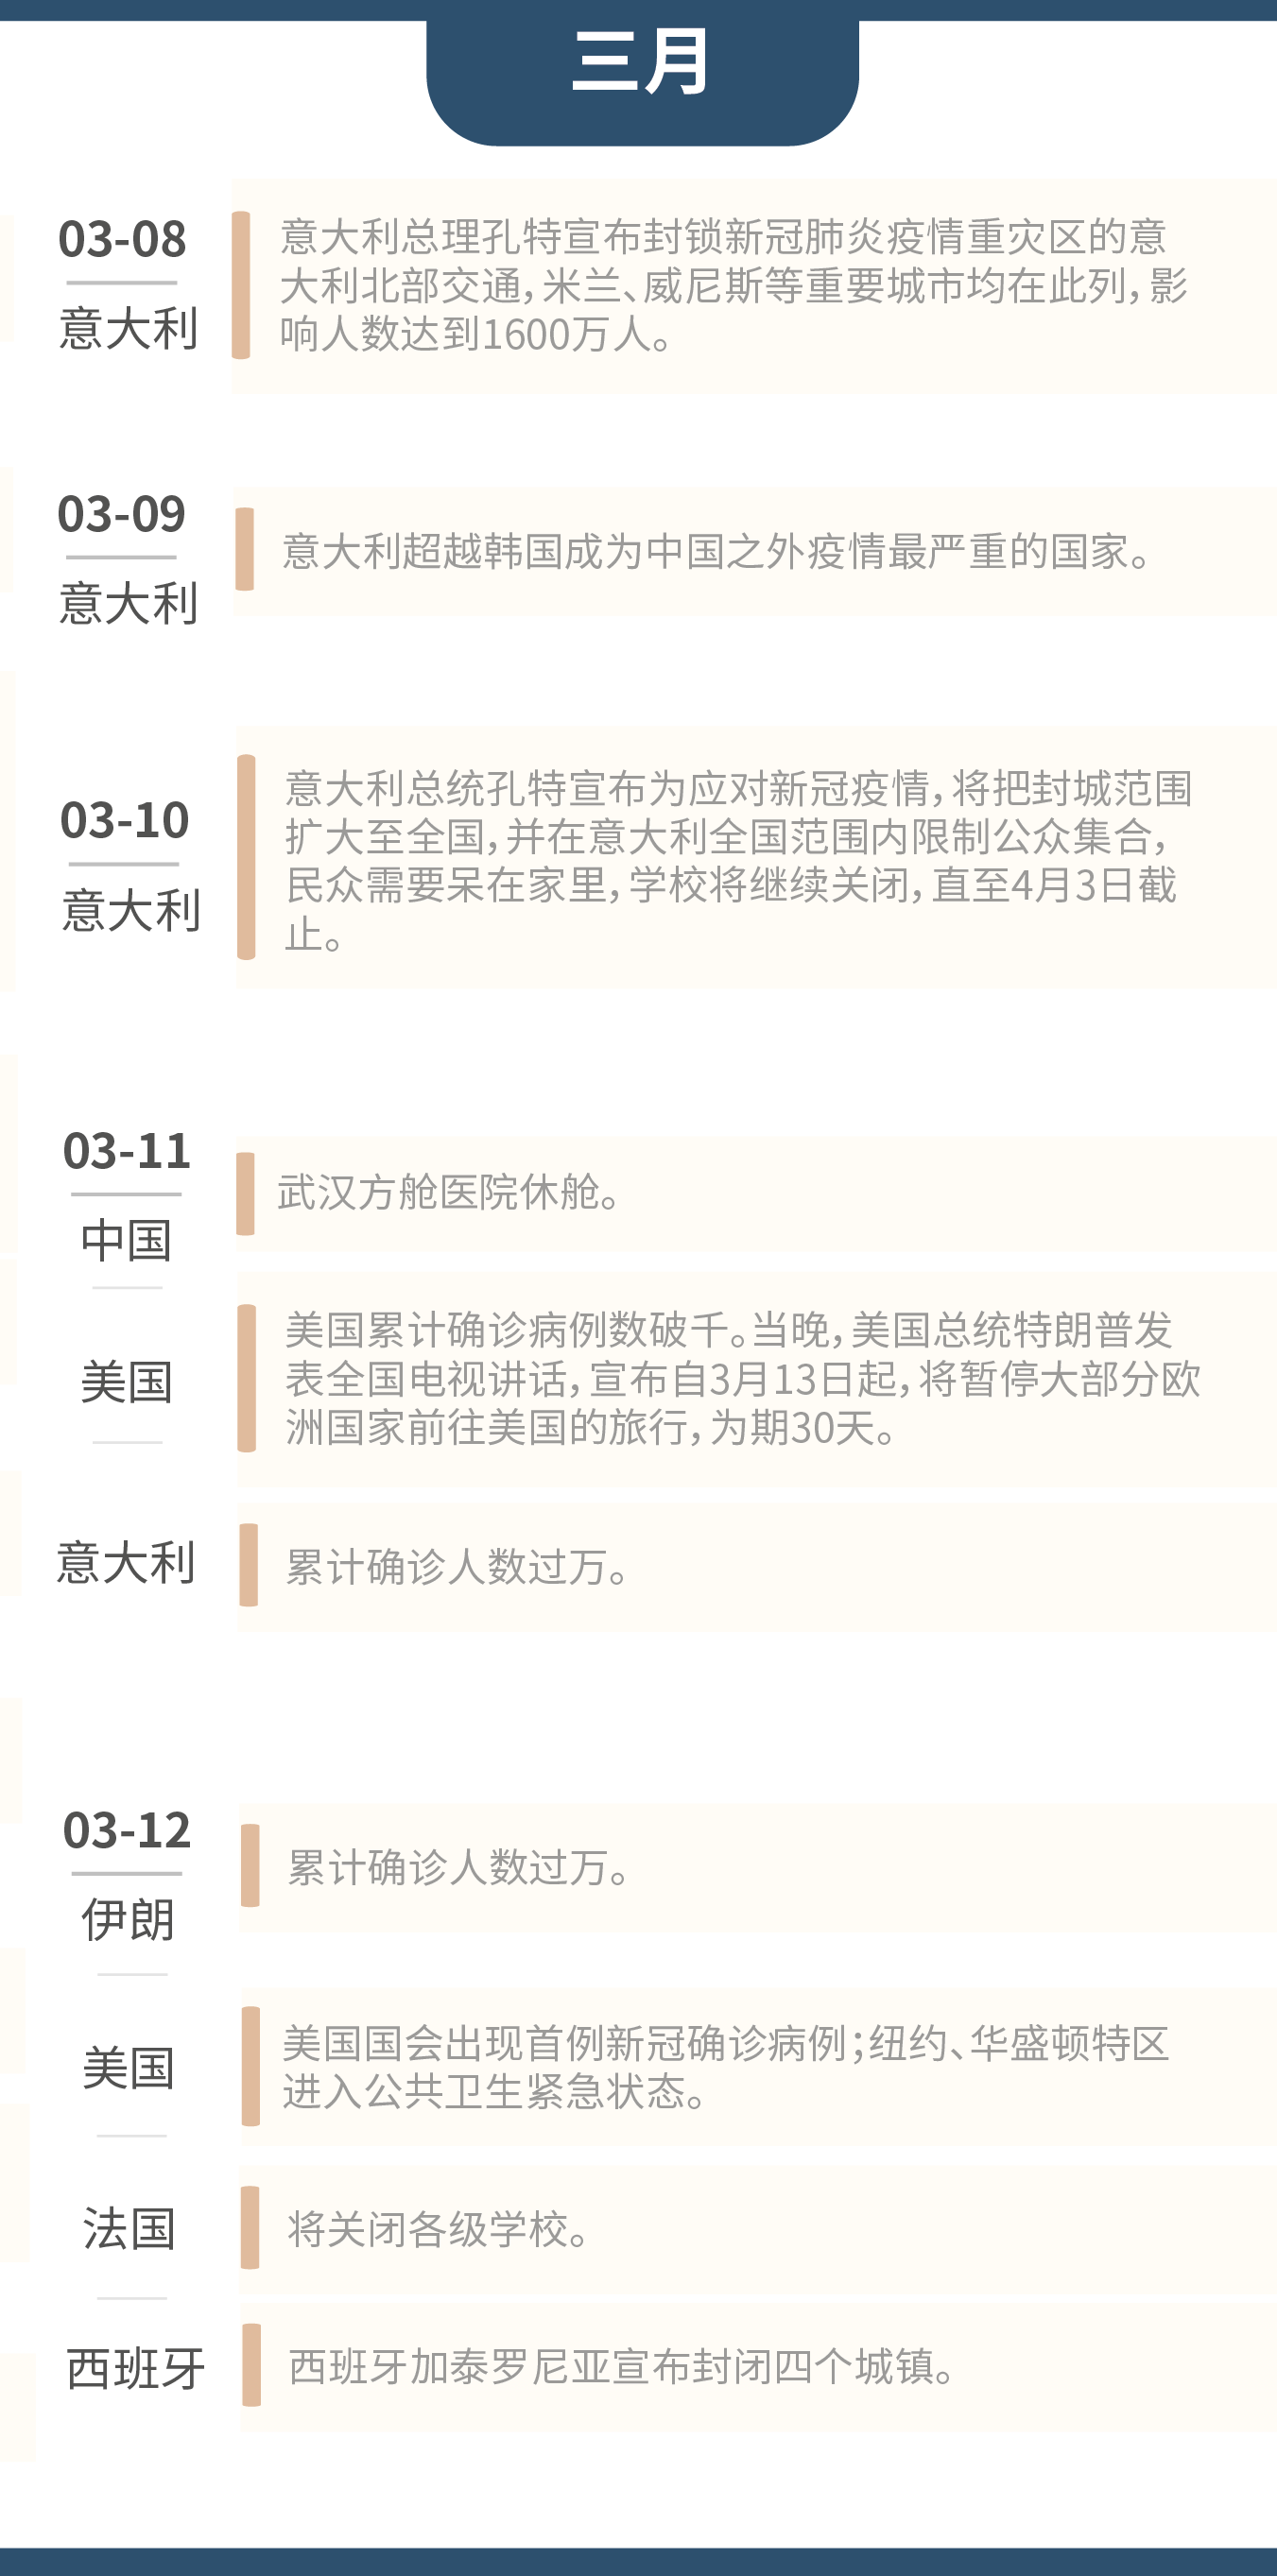 三月
03-08
意大利
意大利总理孔特宣布封锁新冠肺炎疫情重灾区的意
大利北部交通，米兰、威尼斯等重要城市均在此列，影
响人数达到1600万人。
03-09
意大利
意大利超越韩国成为中国之外疫情最严重的国家。
03-10
意大利
意大利总统孔特宣布为应对新冠疫情，将把封城范围
扩大至全国，并在意大利全国范围内限制公众集合，
民众需要呆在家里，学校将继续关闭，直至4月3日截
止。
03-11
中国
武汉方舱医院休舱。
美国
美国累计确诊病例数破千。当晚，美国总统特朗普发
表全国电视讲话，宣布自3月13日起，将暂停大部分欧
洲国家前往美国的旅行，为期30天。
意大利
累计确诊人数过万。
03-12
伊朗
累计确诊人数过万。
美国
美国国会出现首例新冠确诊病例；纽约、华盛顿特区
进入公共卫生紧急状态。
法国
将关闭各级学校。
西班牙
西班牙加泰罗尼亚宣布封闭四个城镇。